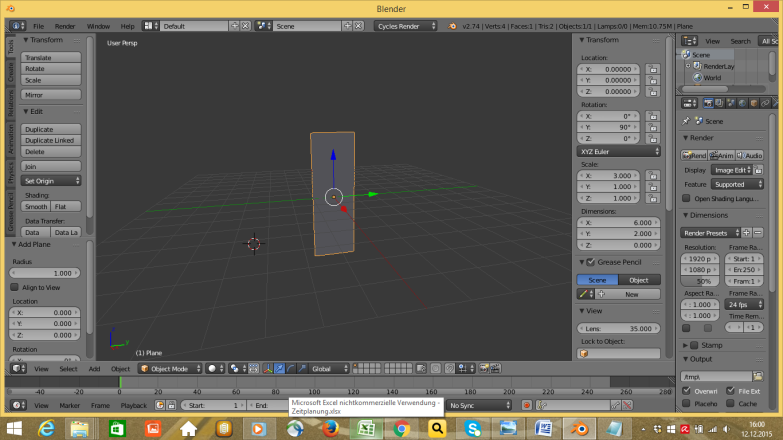 Blender
File Render Window Help Default Scene Cycles Render v2.74 | Verts:4 | Faces:1 | Tris:2 | Objects:1/1 | Lamps:0/0 | Mem:10.75M | Plane
Tools
Create
Relations
Animation
Physics
Grease Pencil
Transform
Translate
Rotate
Scale
Mirror
Edit
Duplicate
Duplicate Linked
Delete
Join
Set Origin
Shading:
Smooth Flat
Data Transfer:
Data Data La
Add Plane
Radius
1.000
Align to View
Location
X: 0.000
Y: 0.000
Z: 0.000
Rotation
User Persp
(1) Plane
Transform
Location:
X: 0.00000
Y: 0.00000
Z: 0.00000
Rotation:
X: 0°
Y: 90°
Z: 0°
XYZ Euler
Scale:
X: 3.000
Y: 1.000
Z: 1.000
Dimensions:
X: 6.000
Y: 2.000
Z: 0.000
Grease Pencil
Scene Object
New
View
Lens: 35.000
Lock to Object:
View Search All Sc
Scene
RenderLay
World
Scene
Render
Rend Anim Audio
Display Image Edit
Feature Supported
Open Shading Langu...
Dimensions
Render Presets
Resolution: Frame Ra...
1920 p Start: 1
1080 p En:250
50% Fram:1
Aspect Ra... Frame Ra...
: 1.000 24 fps
: 1.000 Time Rem...
Stamp
Output
/tmp\
Overwri File Ext
Placeho Cache
View Select Add Object Object Mode Global
-40 -20 0 20 40 60 80 100 120 140 160 180 200 220 240 260 280
View Marker Frame Playback Start: 1 End: No Sync
Microsoft Excel nichtkommerzielle Verwendung -
Zeitplanung.xlsx
16:00
12.12.2015